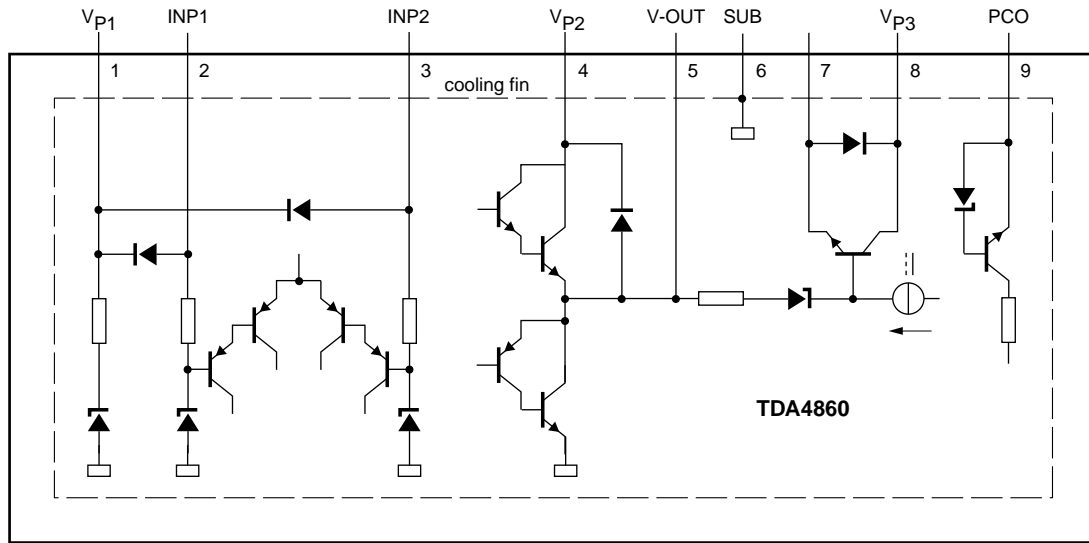 VP1 INP1 INP2 VP2 V-OUT SUB VP3 PCO
1 2 3 4 5 6 7 8 9
cooling fin
TDA4860